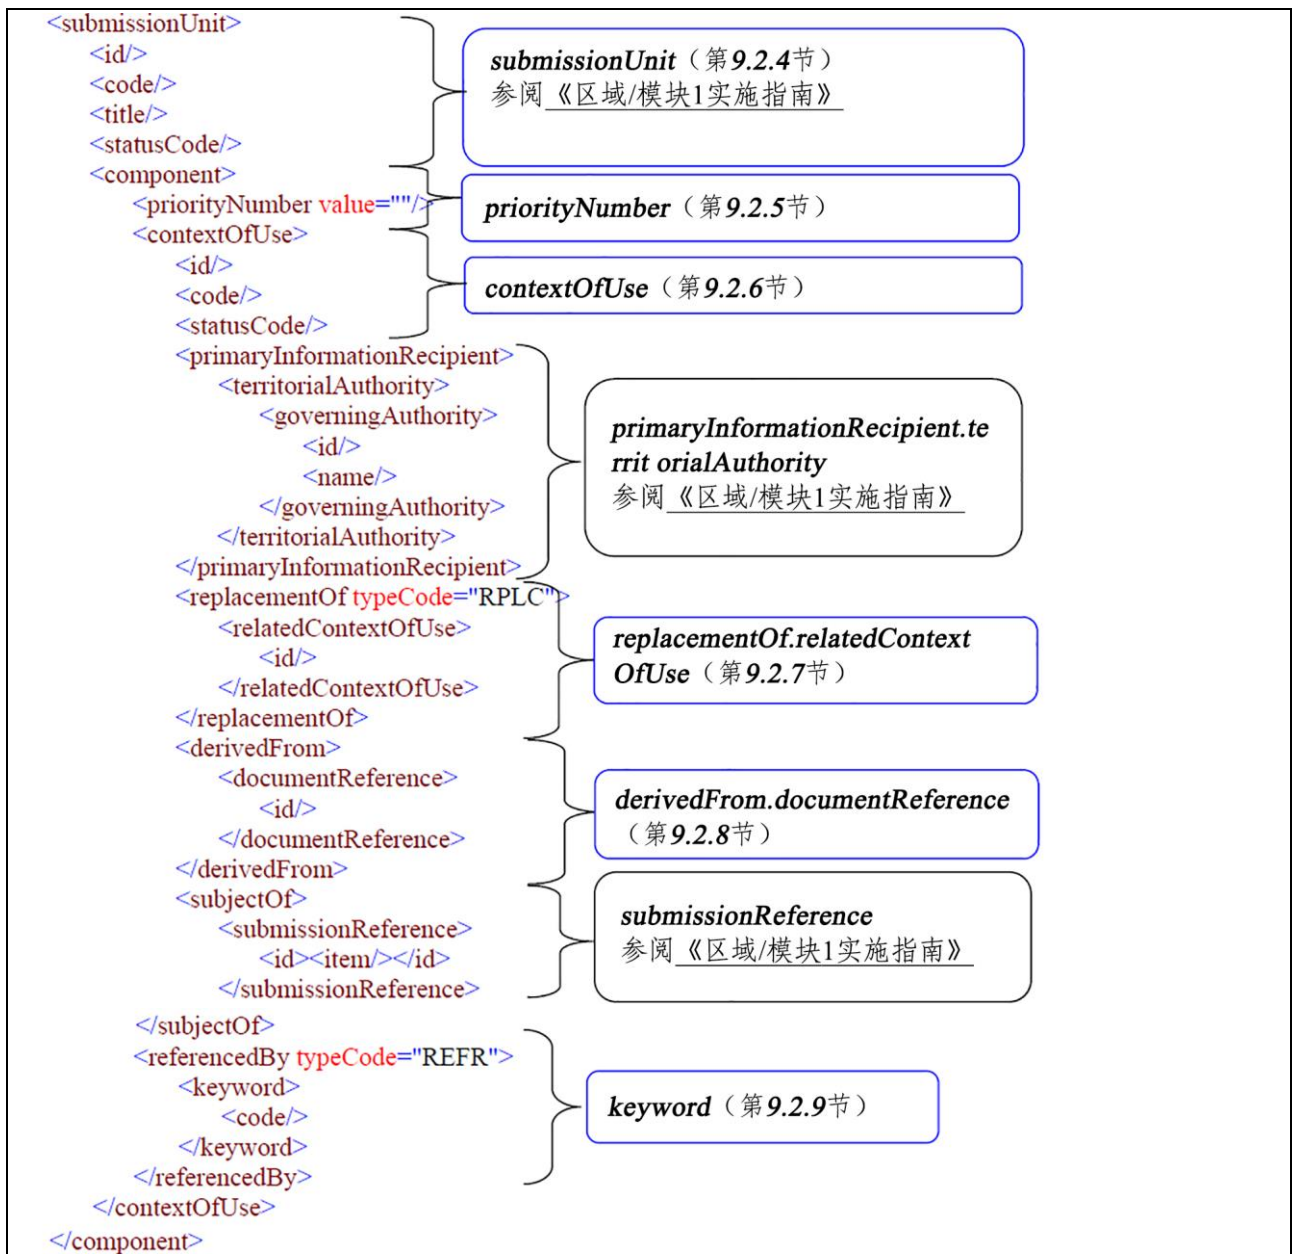 <submissionUnit>
<id/>
<code/>
<title/>
<statusCode/>
<component>
<priorityNumber value=""/>
<contextOfUse>
<id/>
<code/>
<statusCode/>
<primaryInformationRecipient>
<territorialAuthority>
<governingAuthority>
<id/>
<name/>
</governingAuthority>
</territorialAuthority>
</primaryInformationRecipient>
<replacementOf typeCode="RPLC">
<relatedContextOfUse>
<id/>
</relatedContextOfUse>
</replacementOf>
<derivedFrom>
<documentReference>
<id/>
</documentReference>
</derivedFrom>
<subjectOf>
<submissionReference>
<id><item/></id>
</submissionReference>
</subjectOf>
<referencedBy typeCode="REFR">
<keyword>
<code/>
</keyword>
</referencedBy>
</contextOfUse>
</component>
submissionUnit（第9.2.4节）
参阅《区域/模块1实施指南》
priorityNumber（第9.2.5节）
contextOfUse（第9.2.6节）
primaryInformationRecipient.te
rrit orialAuthority
参阅《区域/模块1实施指南》
replacementOf.relatedContext
OfUse（第9.2.7节）
derivedFrom.documentReference
（第9.2.8节）
submissionReference
参阅《区域/模块1实施指南》
keyword（第9.2.9节）